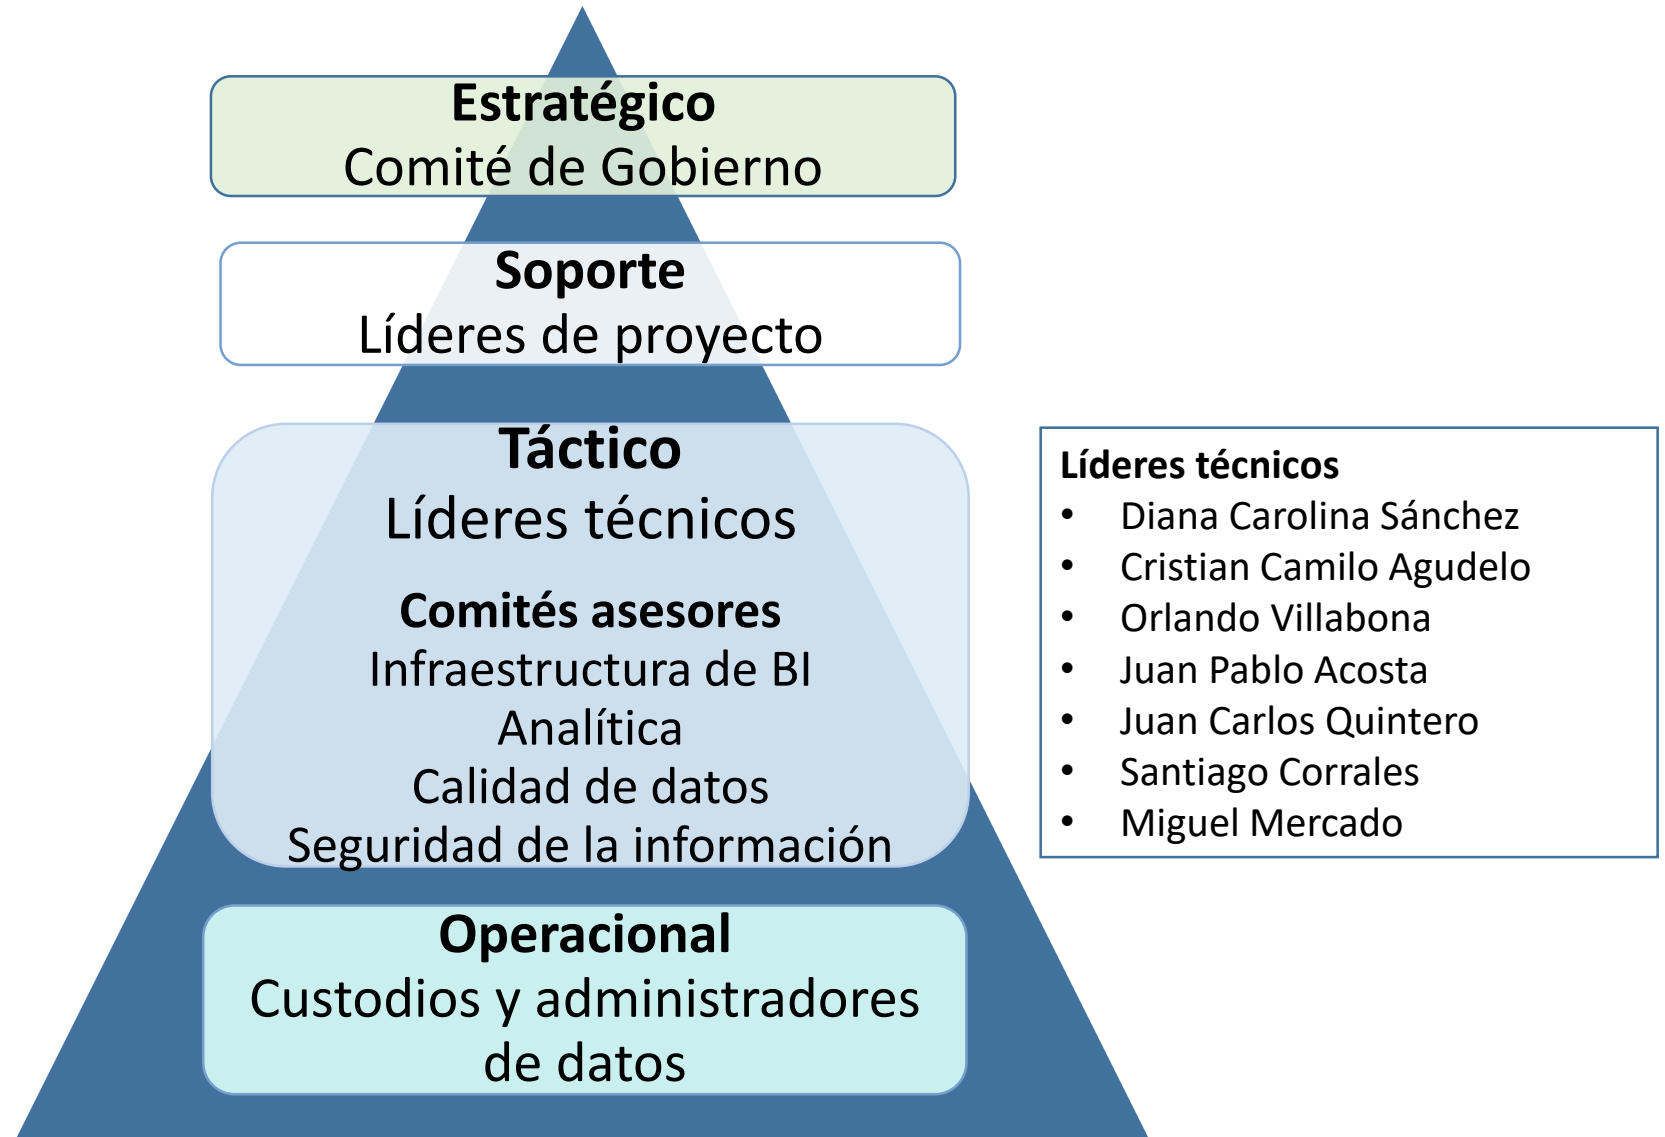 Estratégico
Comité de Gobierno
Soporte
Líderes de proyecto
Táctico
Líderes técnicos
Comités asesores
Infraestructura de BI
Analítica
Calidad de datos
Seguridad de la información
Operacional
Custodios y administradores
de datos
Líderes técnicos
• Diana Carolina Sánchez
• Cristian Camilo Agudelo
• Orlando Villabona
• Juan Pablo Acosta
• Juan Carlos Quintero
• Santiago Corrales
• Miguel Mercado